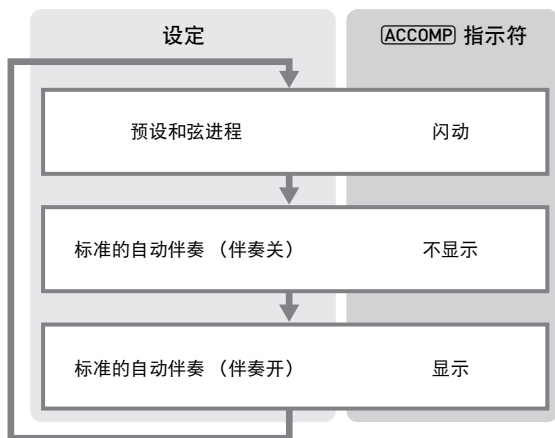 设定 ACCOMP 指示符
预设和弦进程 闪动
标准的自动伴奏 （伴奏关） 不显示
标准的自动伴奏 （伴奏开） 显示